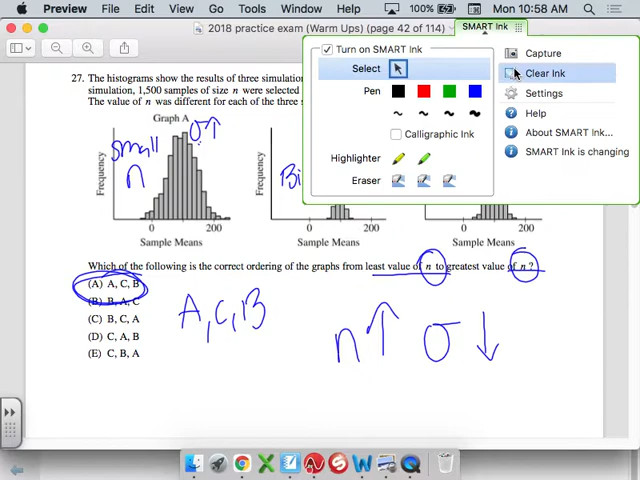 Preview File Edit View Go Tools Window Help 100% Mon 10:58 AM
2018 practice exam (Warm Ups) (page 42 of 114)
SMART Ink
Turn on SMART Ink
Select
Pen
Calligraphic Ink
Highlighter
Eraser
Capture
Clear Ink
Settings
Help
About SMART Ink...
SMART Ink is changing
27. The histograms show the results of three simulation
simulation, 1,500 samples of size n were selected
The value of n was different for each of the three s
Graph A
small
n
σ↑
Bi
Frequency
Frequency
Frequency
0 200
0 200
0 200
Sample Means
Sample Means
Sample Means
Which of the following is the correct ordering of the graphs from least value of n to greatest value of n?
(A) A, C, B
(B) B, A, C
(C) B, C, A
(D) C, A, B
(E) C, B, A
A, C, B
n↑ σ↓